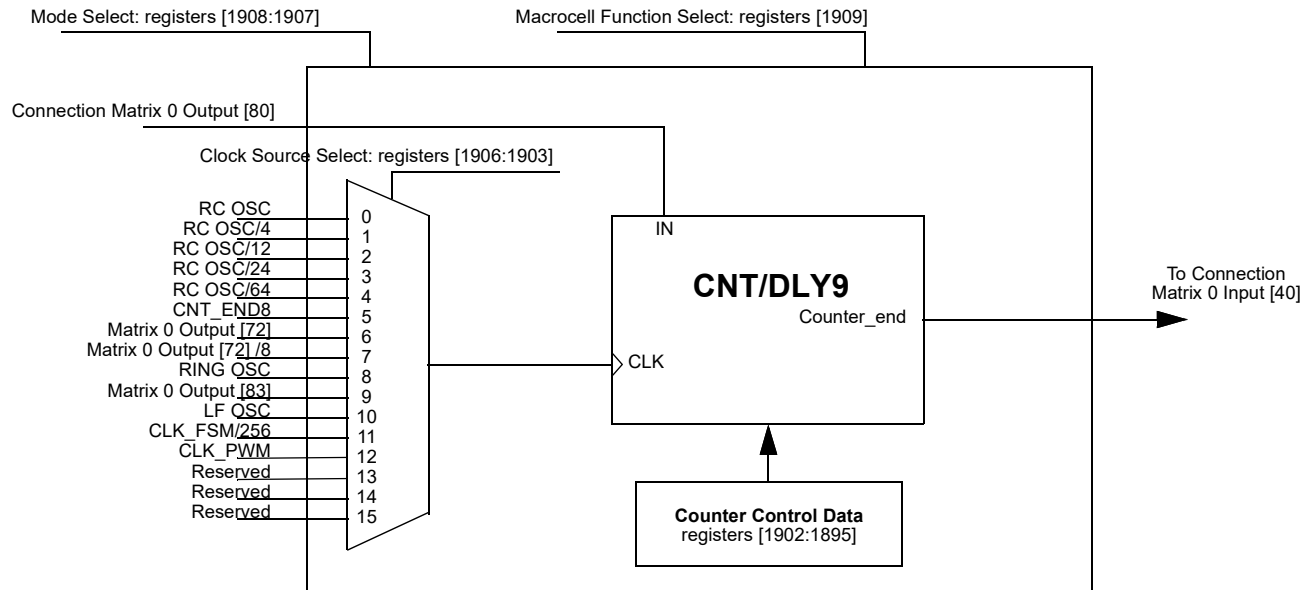 Mode Select: registers [1908:1907]
Macrocell Function Select: registers [1909]
Connection Matrix 0 Output [80]
Clock Source Select: registers [1906:1903]
RC OSC
0
RC OSC/4
1
RC OSC/12
2
RC OSC/24
3
RC OSC/64
4
CNT_END8
5
Matrix 0 Output [72]
6
Matrix 0 Output [72] /8
7
RING OSC
8
Matrix 0 Output [83]
9
LF OSC
10
CLK_FSM/256
11
CLK_PWM
12
Reserved
13
Reserved
14
Reserved
15
IN
CNT/DLY9
Counter_end
CLK
To Connection
Matrix 0 Input [40]
Counter Control Data
registers [1902:1895]